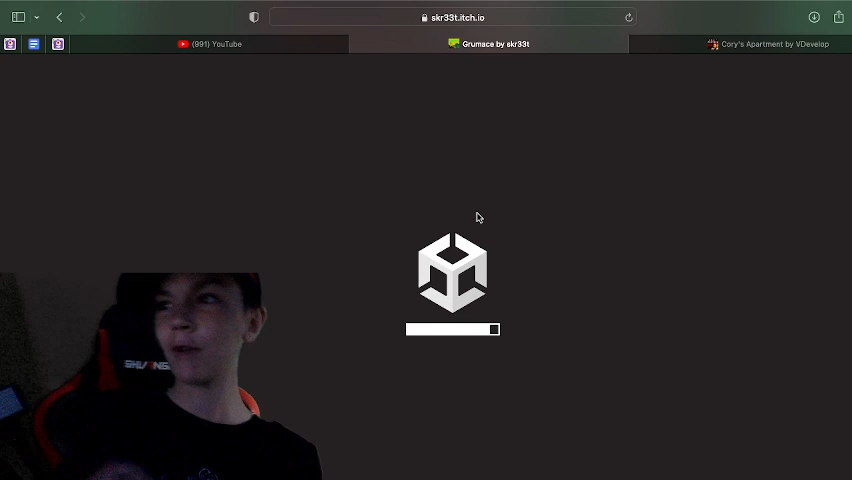 skr33t.itch.io
(991) YouTube
Grumace by skr33t
Cory's Apartment by VDevelop